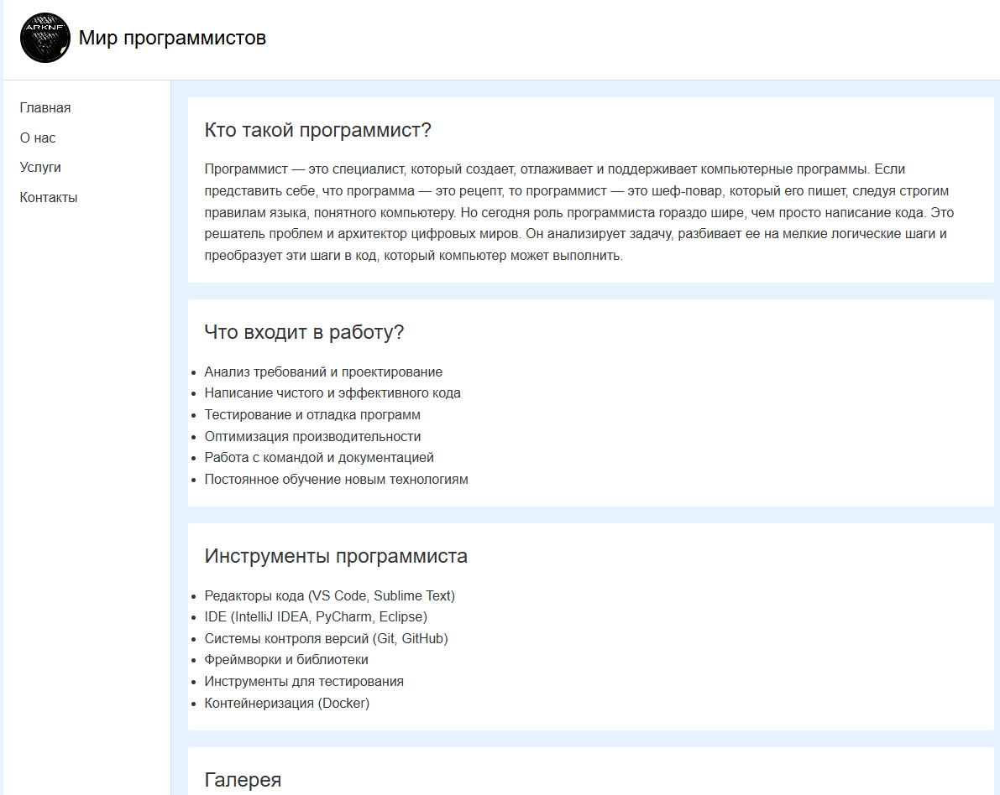 ARKNF
Мир программистов
Главная
О нас
Услуги
Контакты
Кто такой программист?
Программист — это специалист, который создает, отлаживает и поддерживает компьютерные программы. Если
представить себе, что программа — это рецепт, то программист — это шеф-повар, который его пишет, следуя строгим
правилам языка, понятного компьютеру. Но сегодня роль программиста гораздо шире, чем просто написание кода. Это
решатель проблем и архитектор цифровых миров. Он анализирует задачу, разбивает ее на мелкие логические шаги и
преобразует эти шаги в код, который компьютер может выполнить.
Что входит в работу?
Анализ требований и проектирование
Написание чистого и эффективного кода
Тестирование и отладка программ
Оптимизация производительности
Работа с командой и документацией
Постоянное обучение новым технологиям
Инструменты программиста
Редакторы кода (VS Code, Sublime Text)
IDE (IntelliJ IDEA, PyCharm, Eclipse)
Системы контроля версий (Git, GitHub)
Фреймворки и библиотеки
Инструменты для тестирования
Контейнеризация (Docker)
Галерея